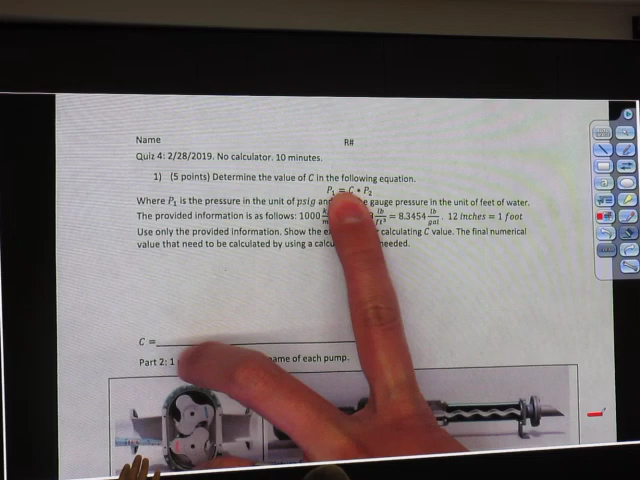 Name R#
Quiz 4: 2/28/2019. No calculator. 10 minutes.
1) (5 points) Determine the value of C in the following equation.
P₁ = C • P₂
Where P₁ is the pressure in the unit of psig and gauge pressure in the unit of feet of water.
The provided information is as follows: 1000 lb/ft³ = 8.3454 lb/gal . 12 inches = 1 foot
Use only the provided information. Show the calculating C value. The final numerical
value that need to be calculated by using a needed.
C =
Part 2: 1 of each pump.